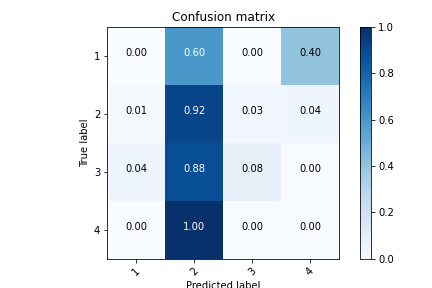 Confusion matrix
True label
1 0.00 0.60 0.00 0.40
2 0.01 0.92 0.03 0.04
3 0.04 0.88 0.08 0.00
4 0.00 1.00 0.00 0.00
1 2 3 4
Predicted label
1.0
0.8
0.6
0.4
0.2
0.0